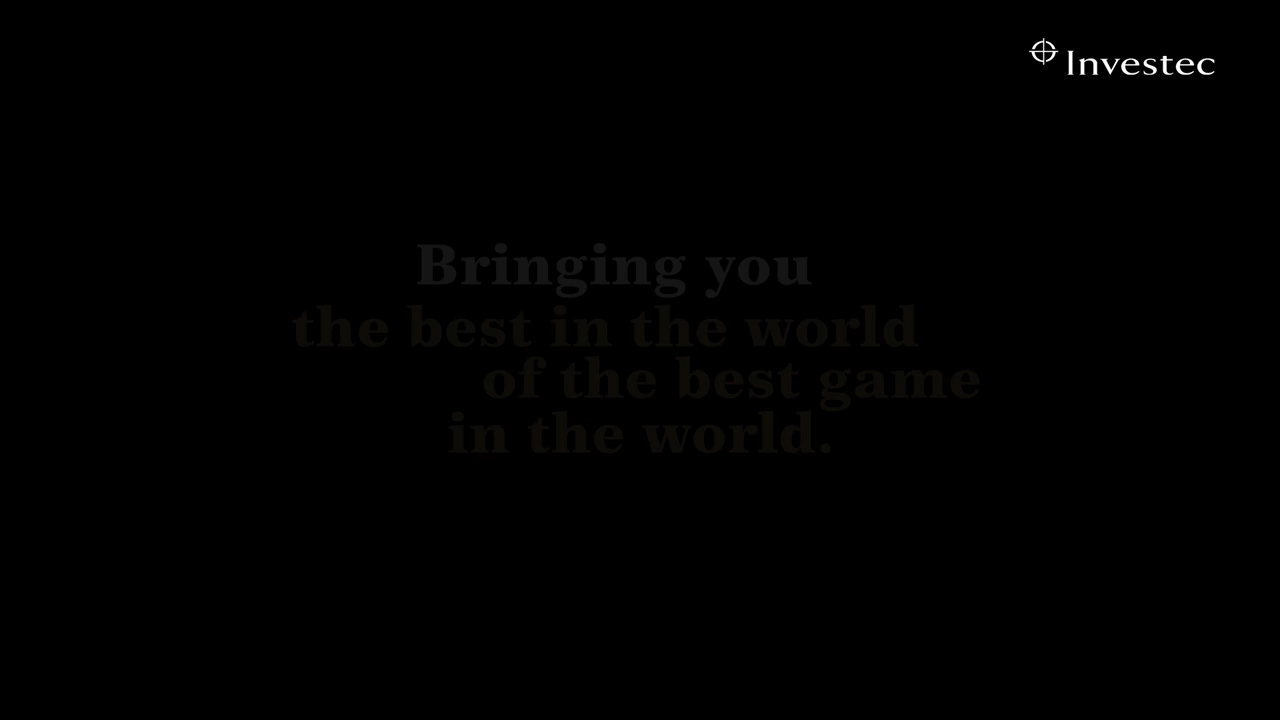 Investec
Bringing you
the best in the world
of the best game
in the world.